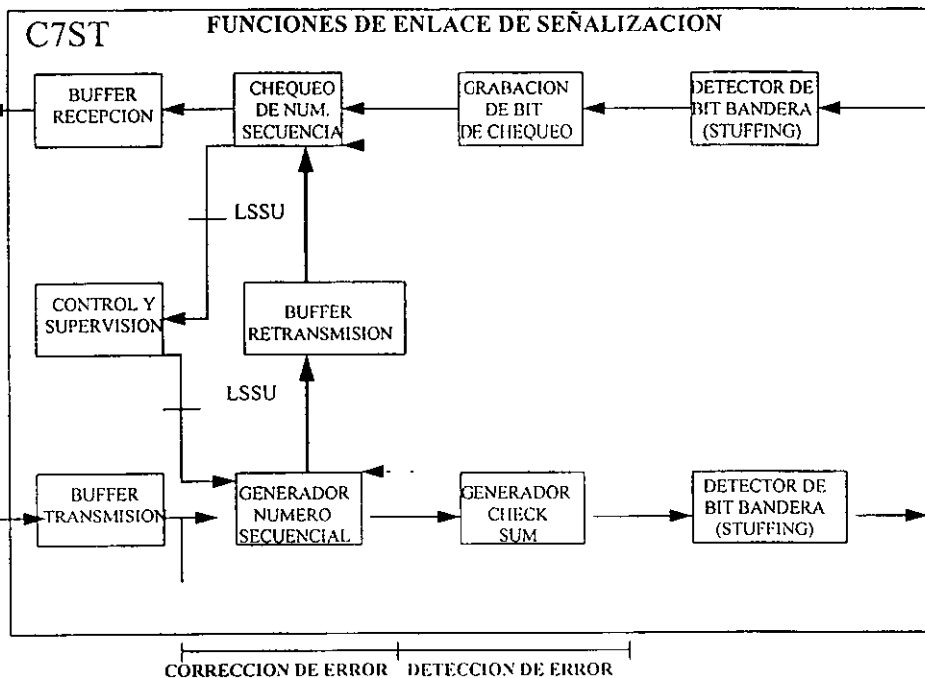 C7ST
FUNCIONES DE ENLACE DE SEÑALIZACION
BUFFER
RECEPCION
CHEQUEO
DE NUM.
SECUENCIA
GRABACION
DE BIT
DE CHEQUEO
DETECTOR DE
BIT BANDERA
(STUFFING)
LSSU
CONTROL Y
SUPERVISION
BUFFER
RETRANSMISION
LSSU
BUFFER
TRANSMISION
GENERADOR
NUMERO
SECUENCIAL
GENERADOR
CHECK
SUM
DETECTOR DE
BIT BANDERA
(STUFFING)
CORRECCION DE ERROR
DETECCION DE ERROR